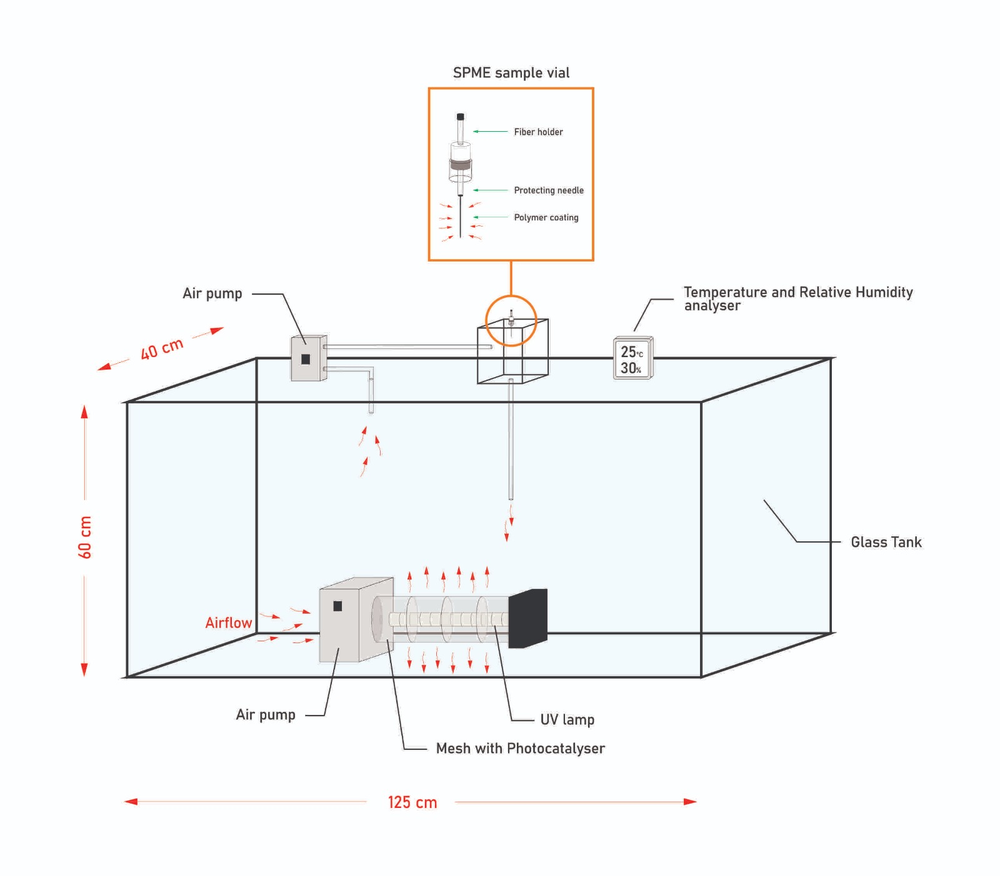 SPME sample vial
Fiber holder
Protecting needle
Polymer coating
Air pump
Temperature and Relative Humidity
analyser
40 cm
25°C
30%
60 cm
Glass Tank
Airflow
Air pump
UV lamp
Mesh with Photocatalyser
125 cm